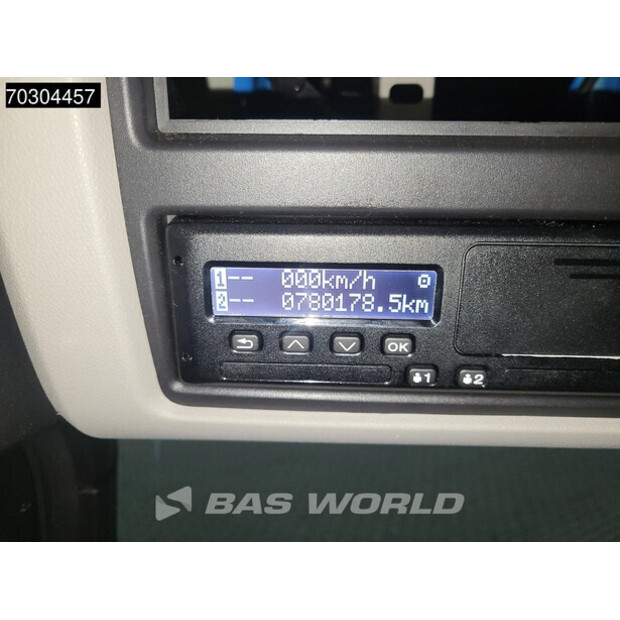 70304457
1 -- 000km/h
2 -- 0780178.5km
OK
1 2
BAS WORLD